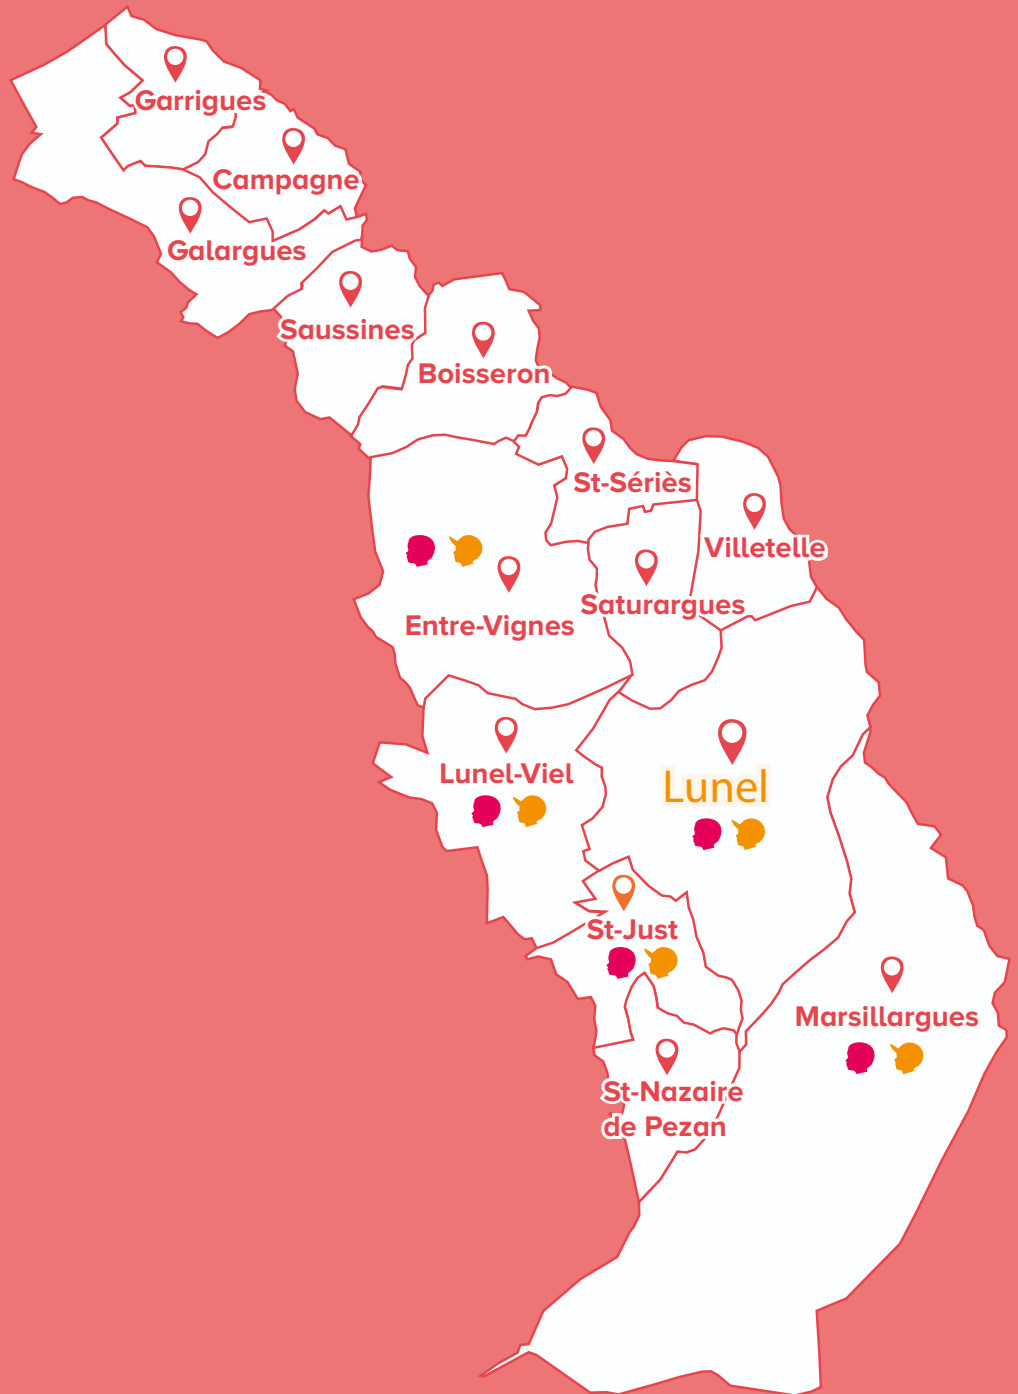 Garrigues
Campagne
Galargues
Saussines
Boisseron
St-Sériès
Villetelle
Saturargues
Entre-Vignes
Lunel-Viel
Lunel
St-Just
Marsillargues
St-Nazaire
de Pezan